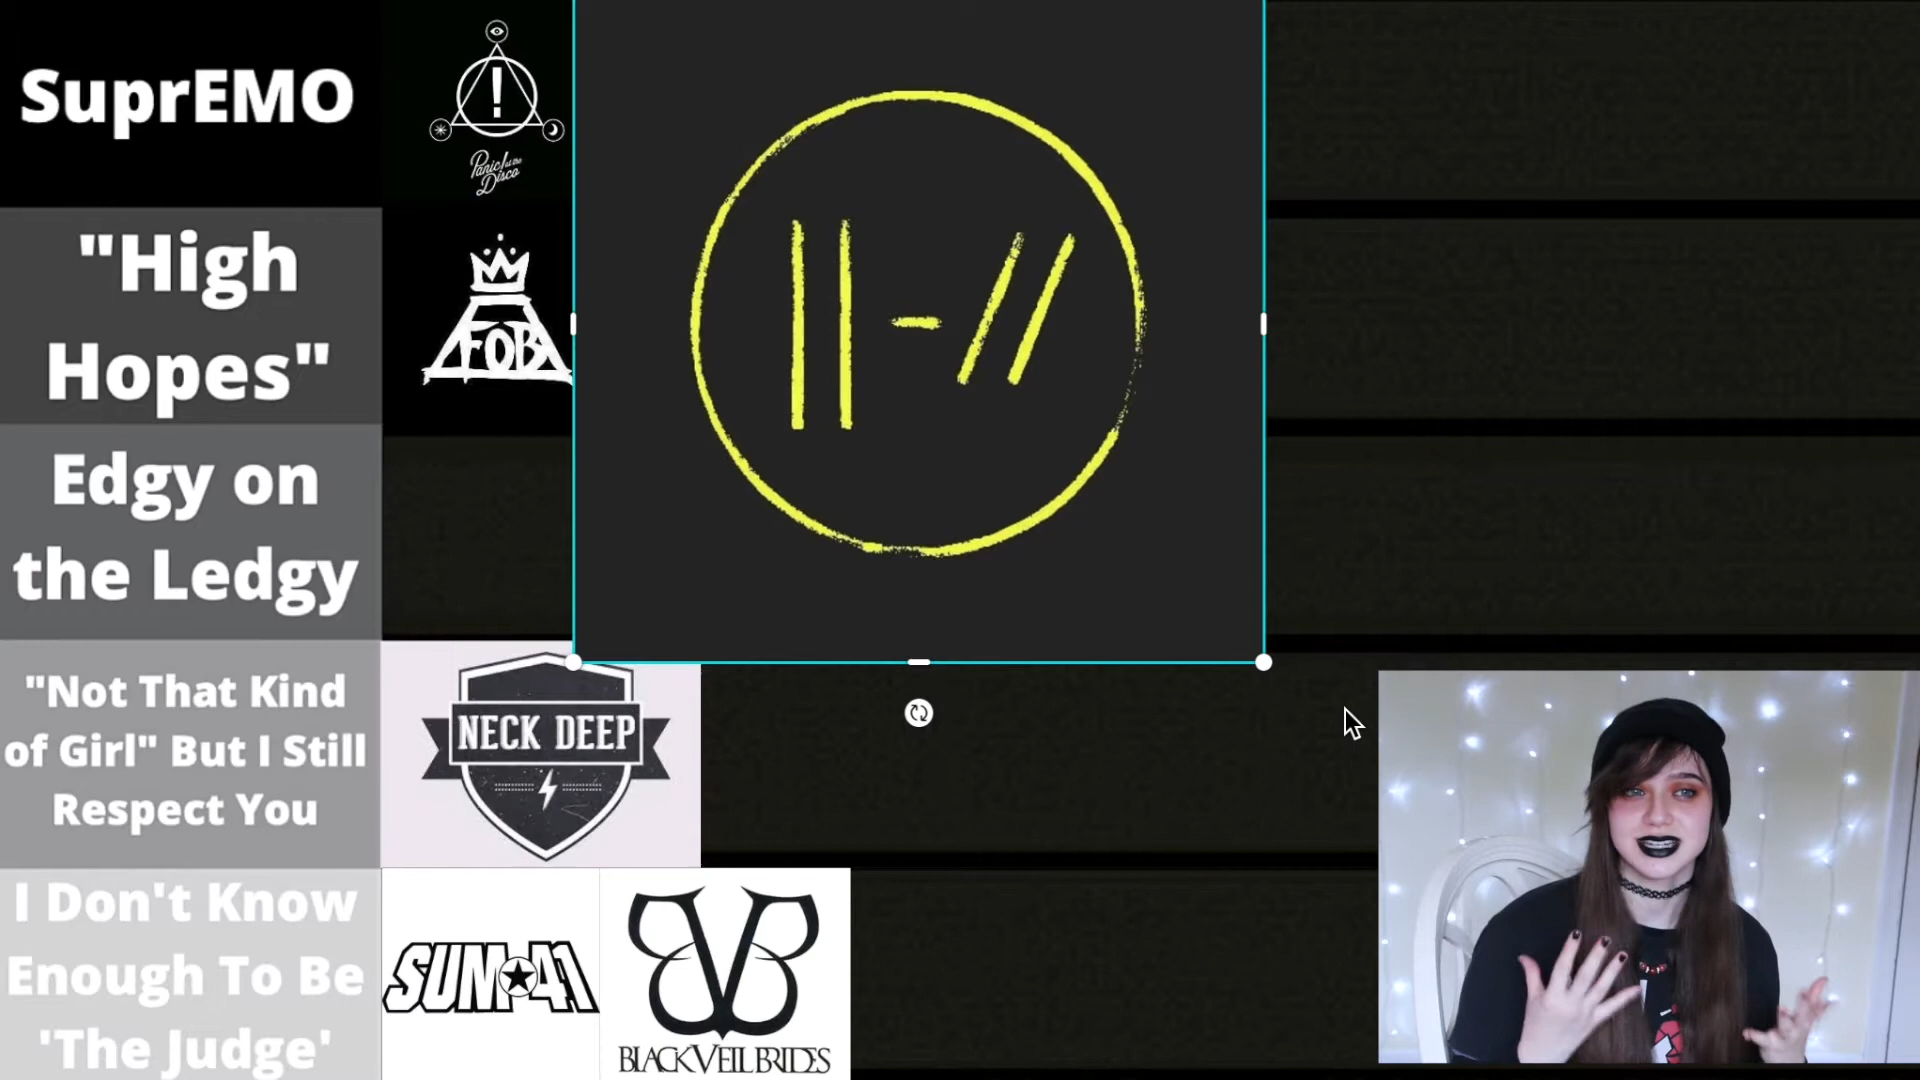 SuprEMO
!
Panic! at the
Disco
"High
Hopes"
FOB
||-//
Edgy on
the Ledgy
"Not That Kind
of Girl" But I Still
Respect You
NECK DEEP
I Don't Know
Enough To Be
'The Judge'
SUM 41
BVB
BLACK VEIL BRIDES